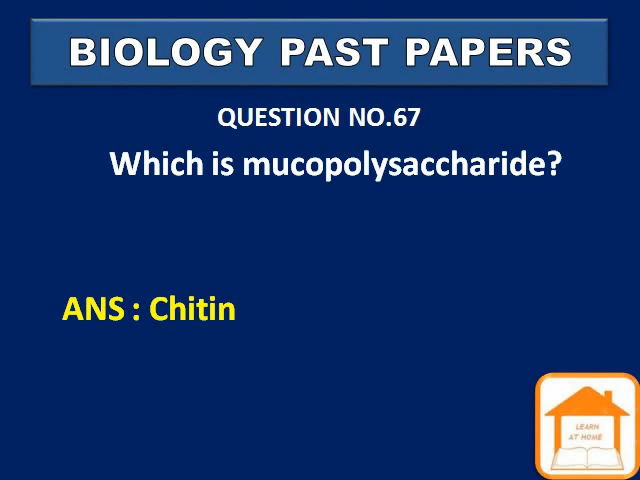 BIOLOGY PAST PAPERS
QUESTION NO.67
Which is mucopolysaccharide?
ANS : Chitin
LEARN
AT HOME